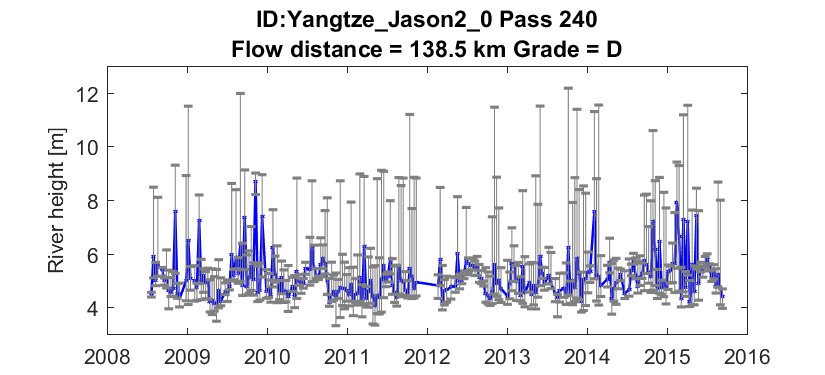 ID:Yangtze_Jason2_0 Pass 240
Flow distance = 138.5 km Grade = D
River height [m]
12
10
8
6
4
2008 2009 2010 2011 2012 2013 2014 2015 2016